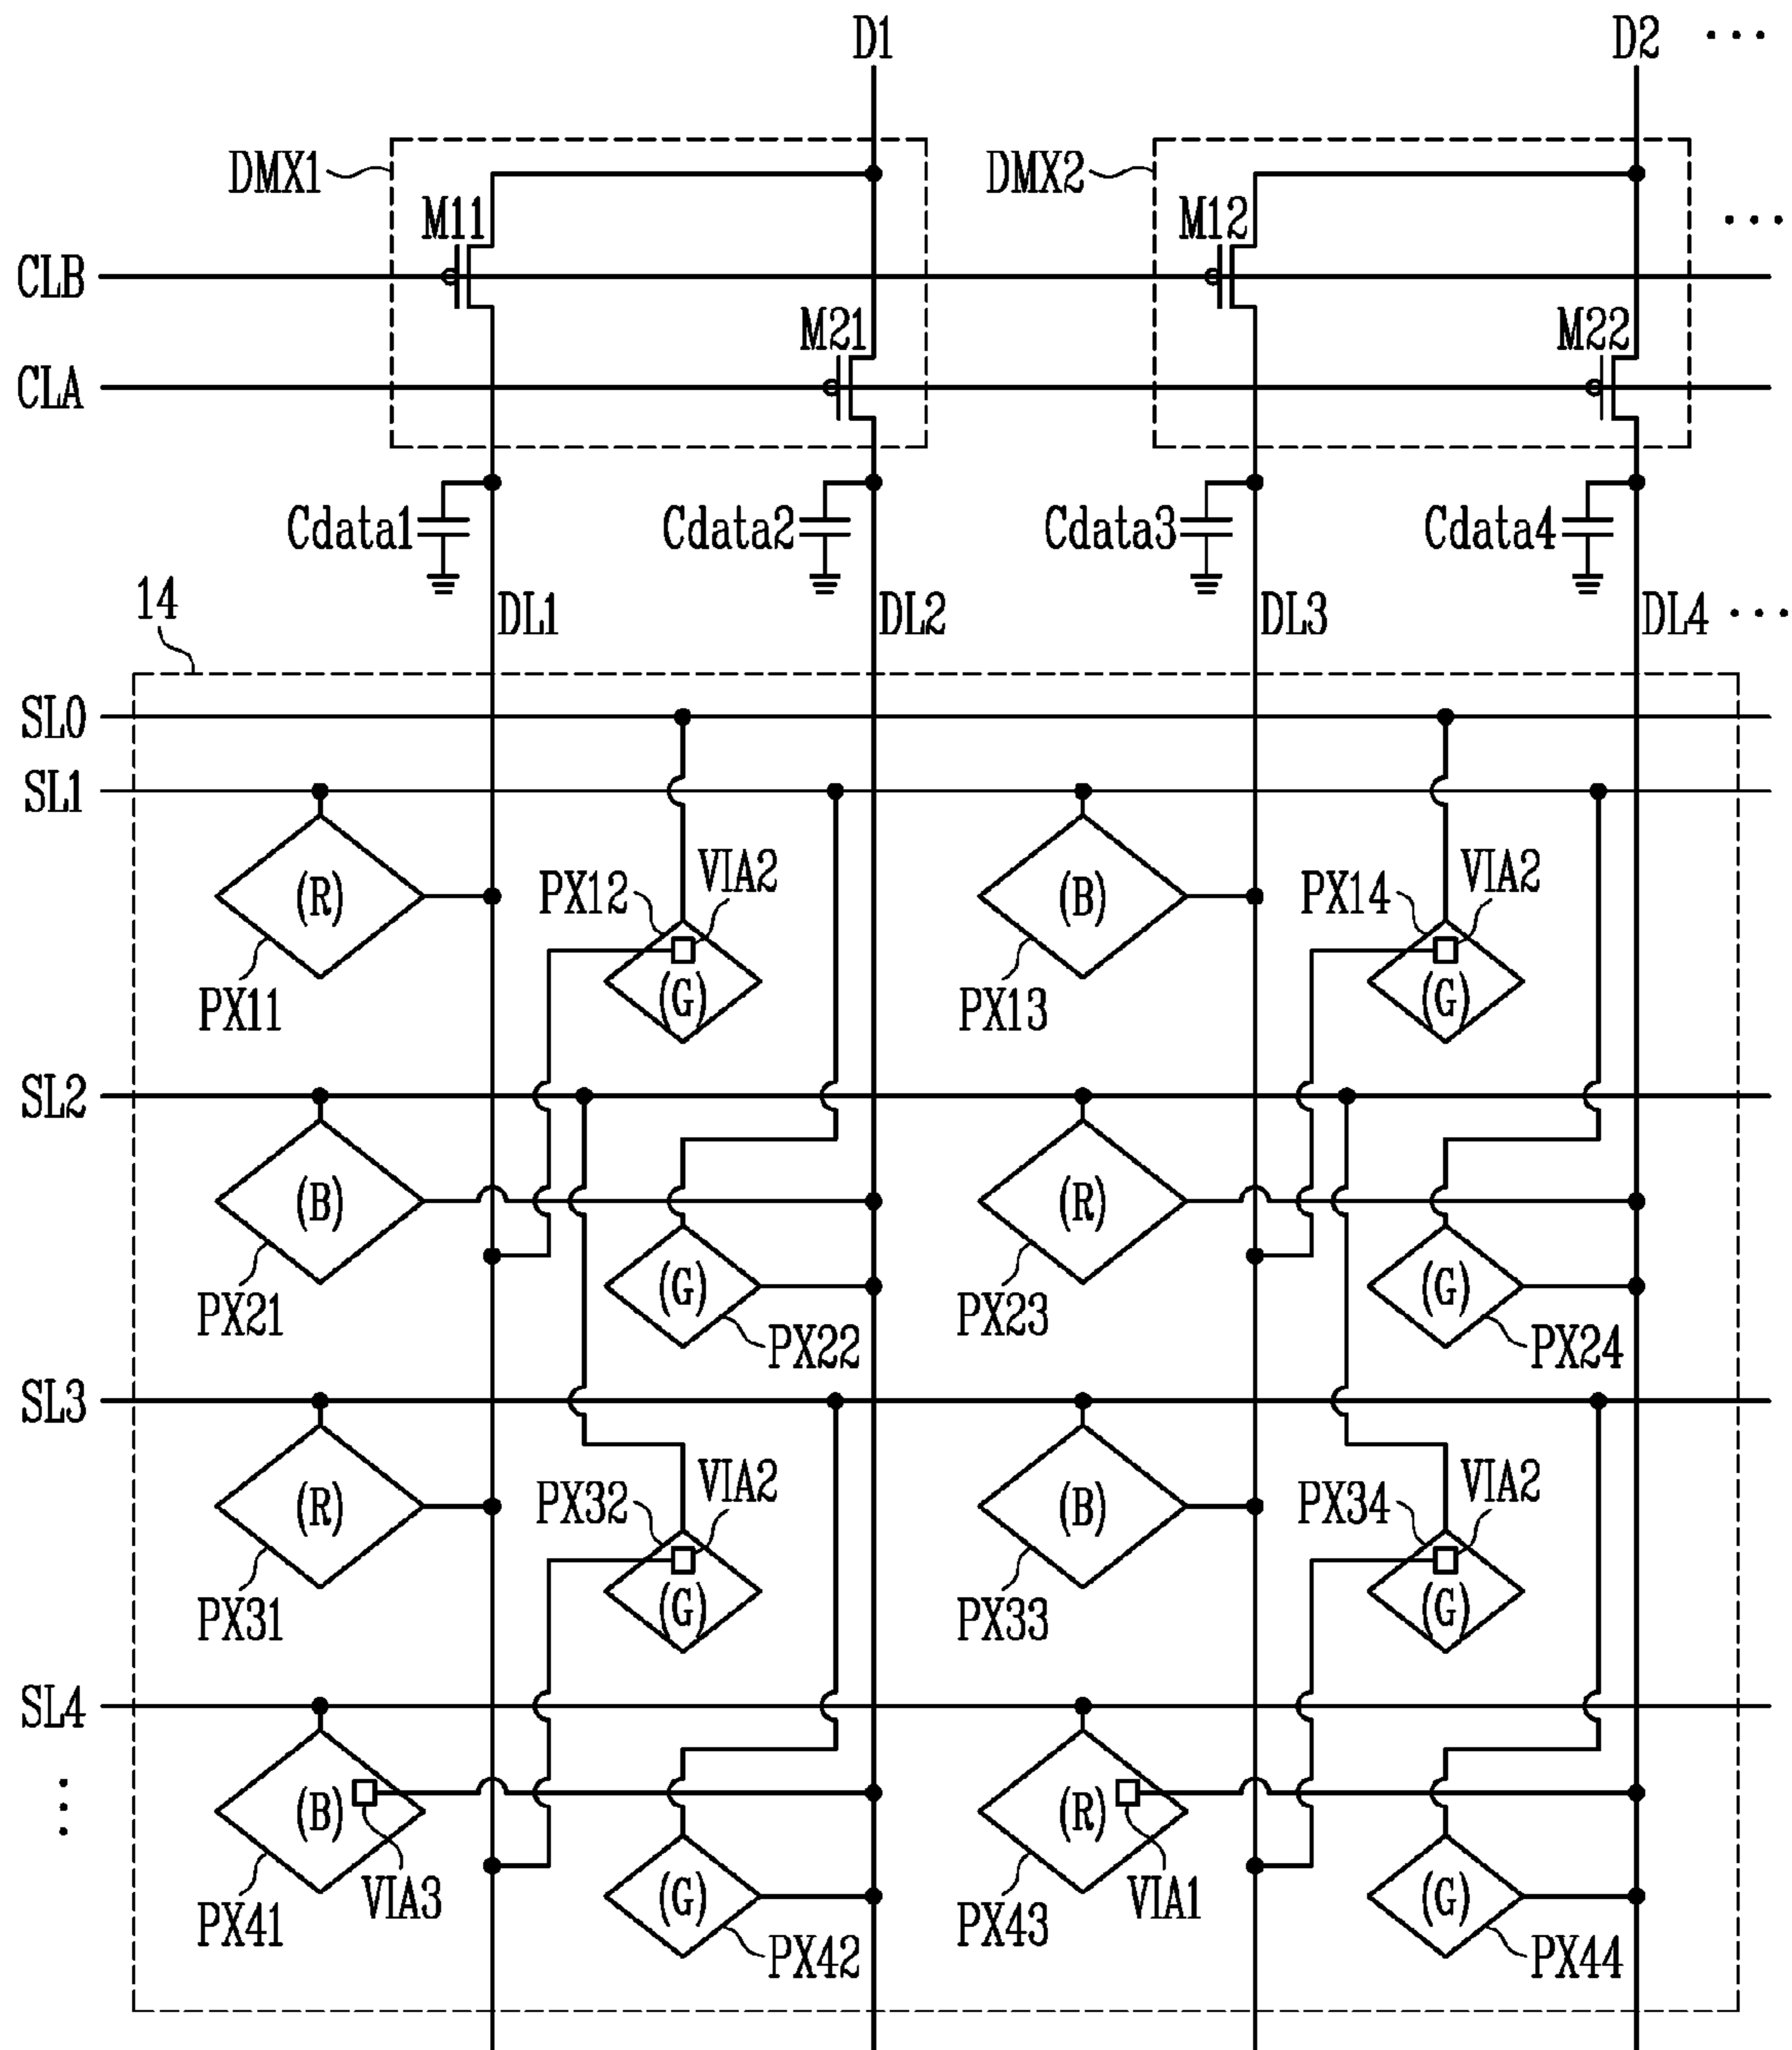 D1 D2 ...
DMX1 DMX2
M11 M12 ...
CLB
M21 M22
CLA
Cdata1 Cdata2 Cdata3 Cdata4
14 DL1 DL2 DL3 DL4 ...
SL0
SL1
(R) PX12 VIA2 (B) PX14 VIA2
PX11 (G) PX13 (G)
SL2
(B) (R)
PX21 (G) PX23 (G)
PX22 PX24
SL3
(R) PX32 VIA2 (B) PX34 VIA2
PX31 (G) PX33 (G)
SL4
(B) (R)
PX41 VIA3 (G) PX43 VIA1 (G)
PX42 PX44